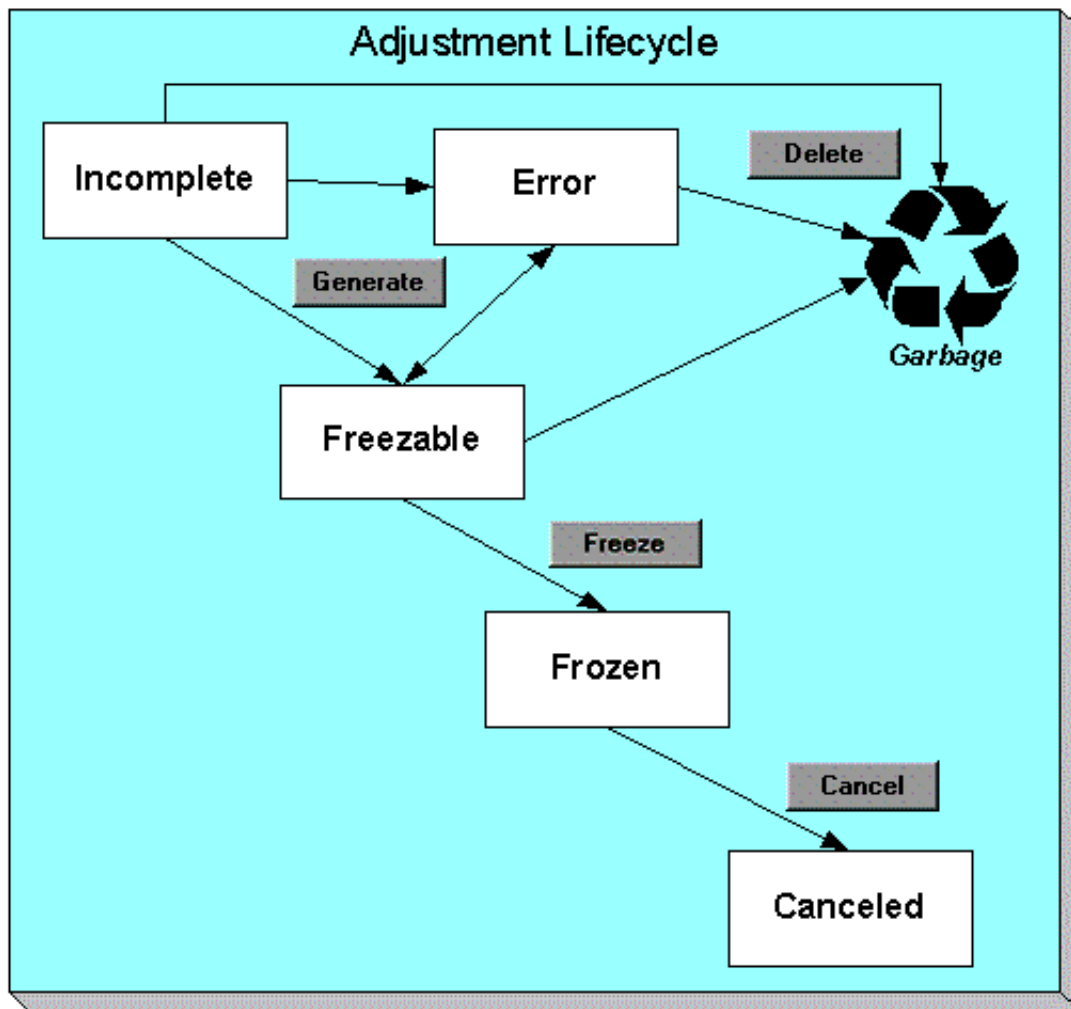 Adjustment Lifecycle
Incomplete
Error
Delete
Generate
Garbage
Freezable
Freeze
Frozen
Cancel
Canceled